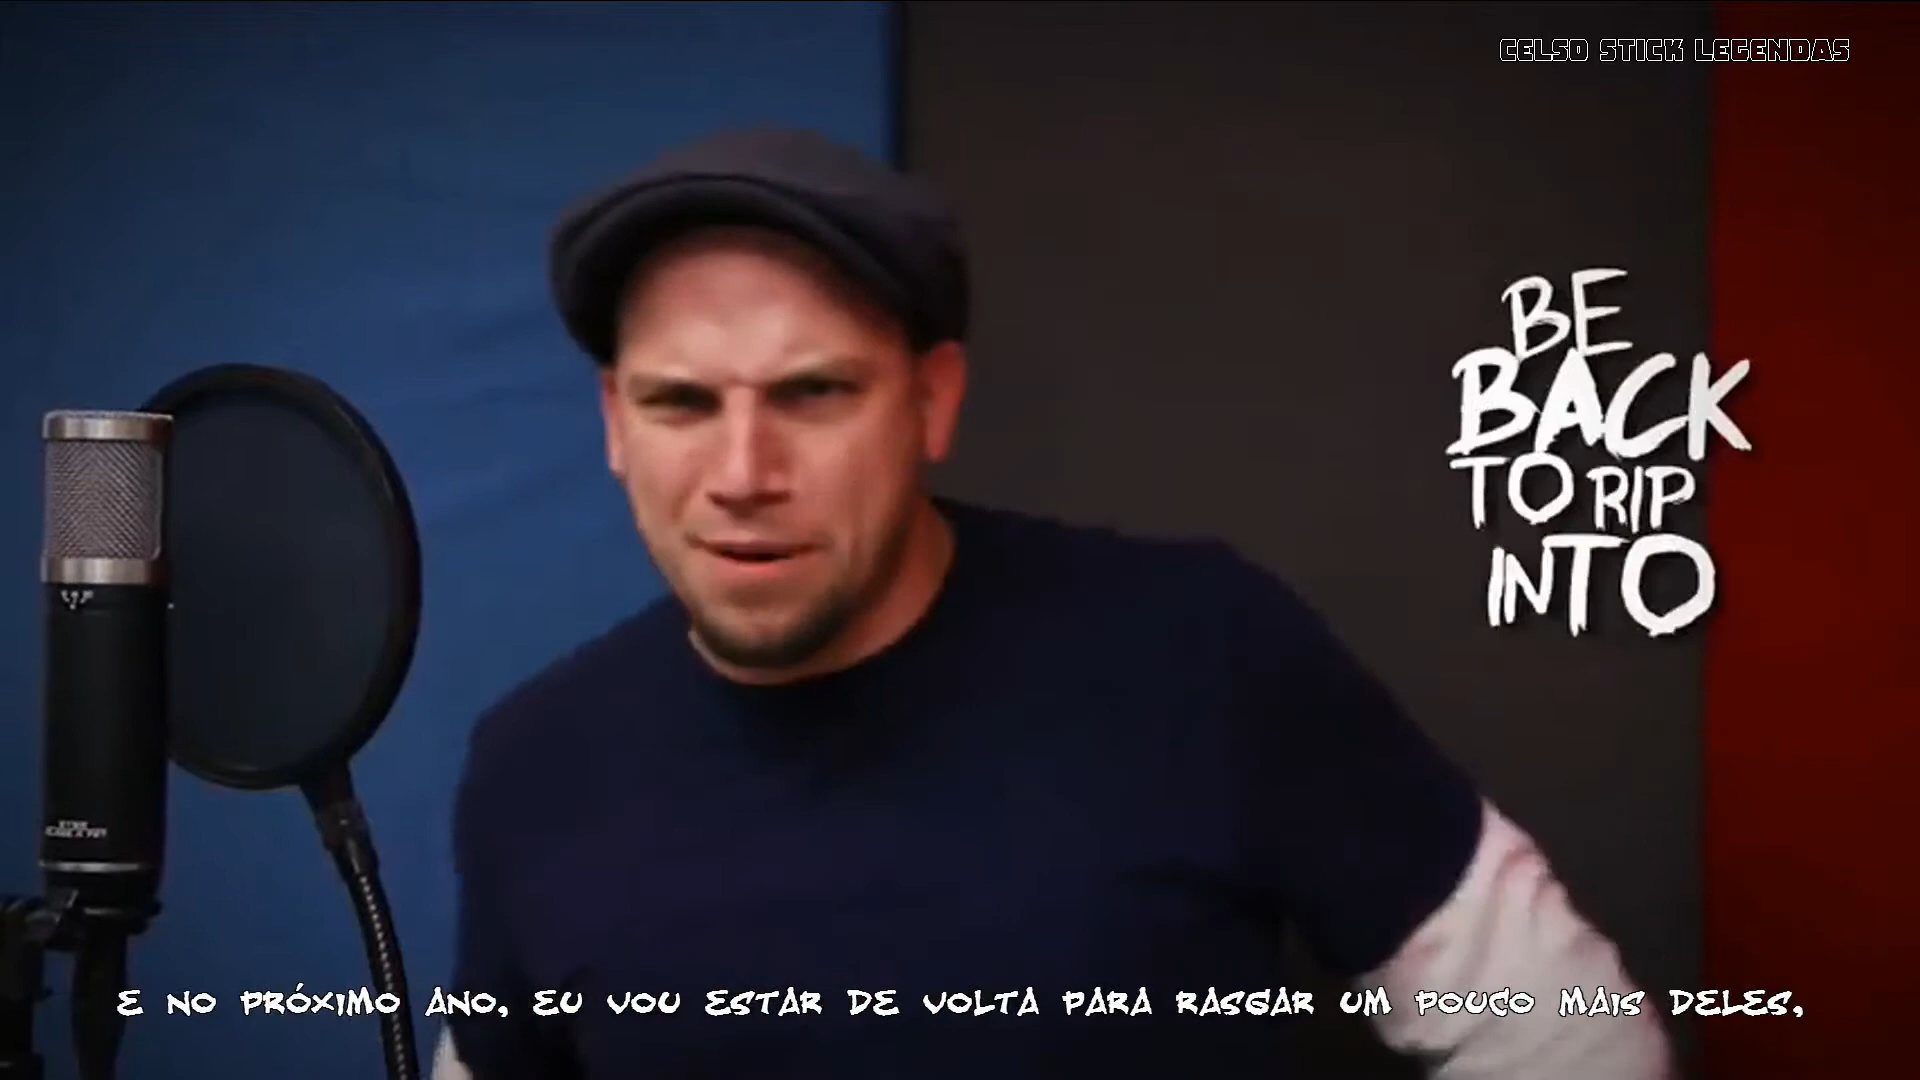 CELSO STICK LEGENDAS
BE
BACK
TO RIP
INTO
E NO PRÓXIMO ANO, EU VOU ESTAR DE VOLTA PARA RASGAR UM POUCO MAIS DELES,